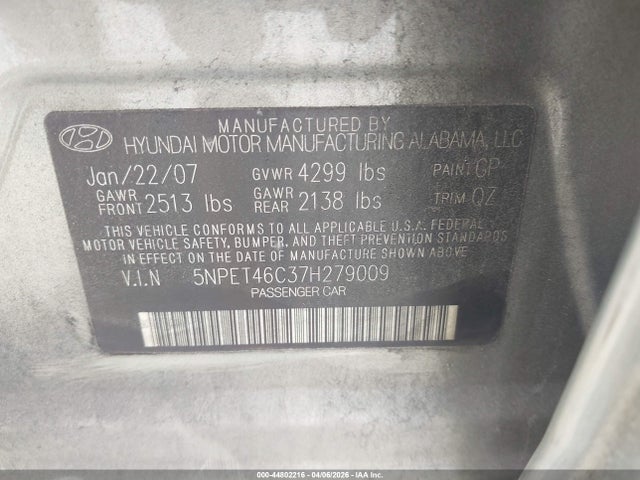 MANUFACTURED BY
HYUNDAI MOTOR MANUFACTURING ALABAMA, LLC
Jan/22/07 GVWR 4299 lbs PAINT GP
GAWR FRONT 2513 lbs GAWR REAR 2138 lbs TRIM QZ
THIS VEHICLE CONFORMS TO ALL APPLICABLE U.S.A. FEDERAL
MOTOR VEHICLE SAFETY, BUMPER, AND THEFT PREVENTION STANDARDS
IN EFFECT ON THE DATE OF MANUFACTURE SHOWN ABOVE.
V.I.N 5NPET46C37H279009
PASSENGER CAR
000-44802216 - 04/06/2026 - IAA Inc.